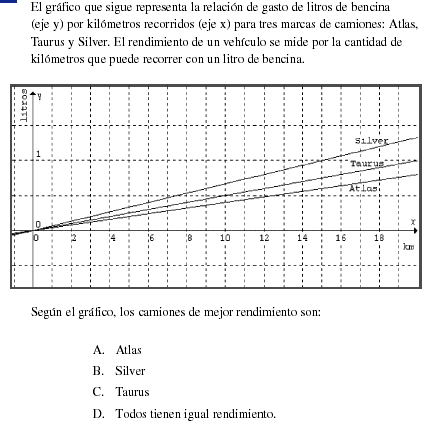 El gráfico que sigue representa la relación de gasto de litros de bencina
(eje y) por kilómetros recorridos (eje x) para tres marcas de camiones: Atlas,
Taurus y Silver. El rendimiento de un vehículo se mide por la cantidad de
kilómetros que puede recorrer con un litro de bencina.
litros
y
Silver
1
Taurus
Atlas
0
x
0 2 4 6 8 10 12 14 16 18
km
Según el gráfico, los camiones de mejor rendimiento son:
A. Atlas
B. Silver
C. Taurus
D. Todos tienen igual rendimiento.